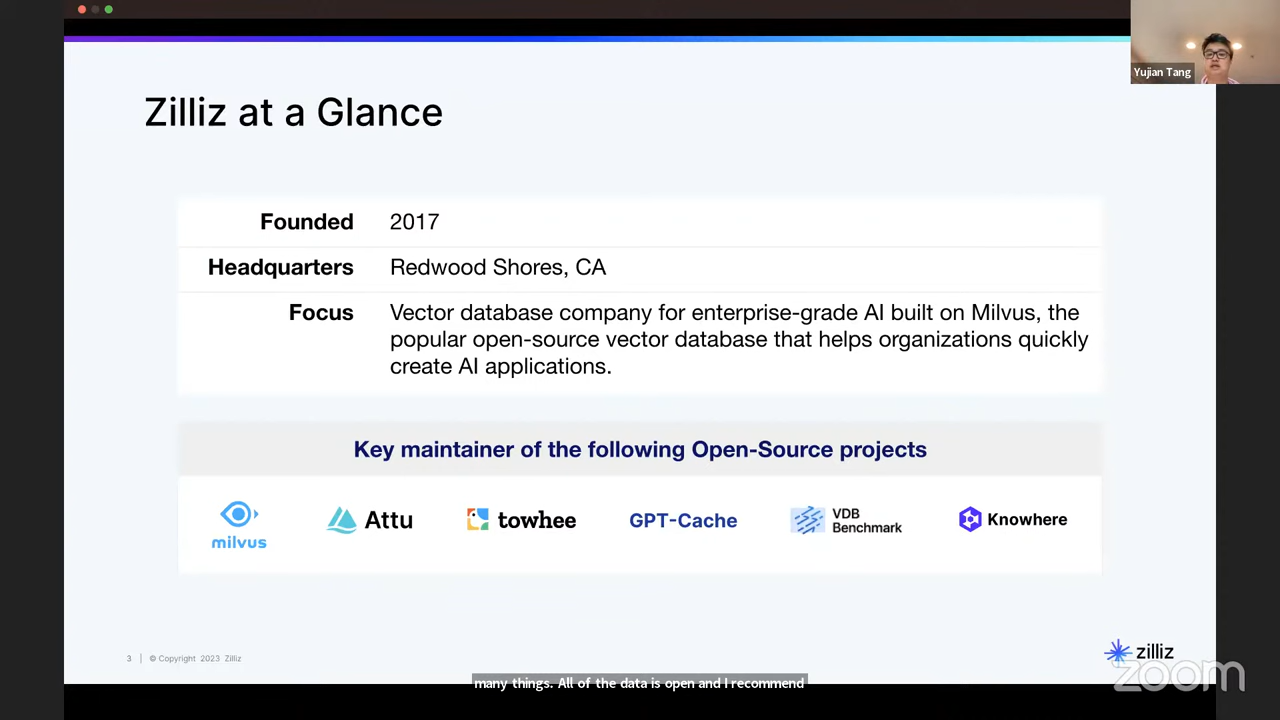 Yujian Tang
Zilliz at a Glance
Founded 2017
Headquarters Redwood Shores, CA
Focus Vector database company for enterprise-grade AI built on Milvus, the
popular open-source vector database that helps organizations quickly
create AI applications.
Key maintainer of the following Open-Source projects
milvus
Attu
towhee
GPT-Cache
VDB
Benchmark
Knowhere
3 | © Copyright 2023 Zilliz
zilliz
zoom
many things. All of the data is open and I recommend